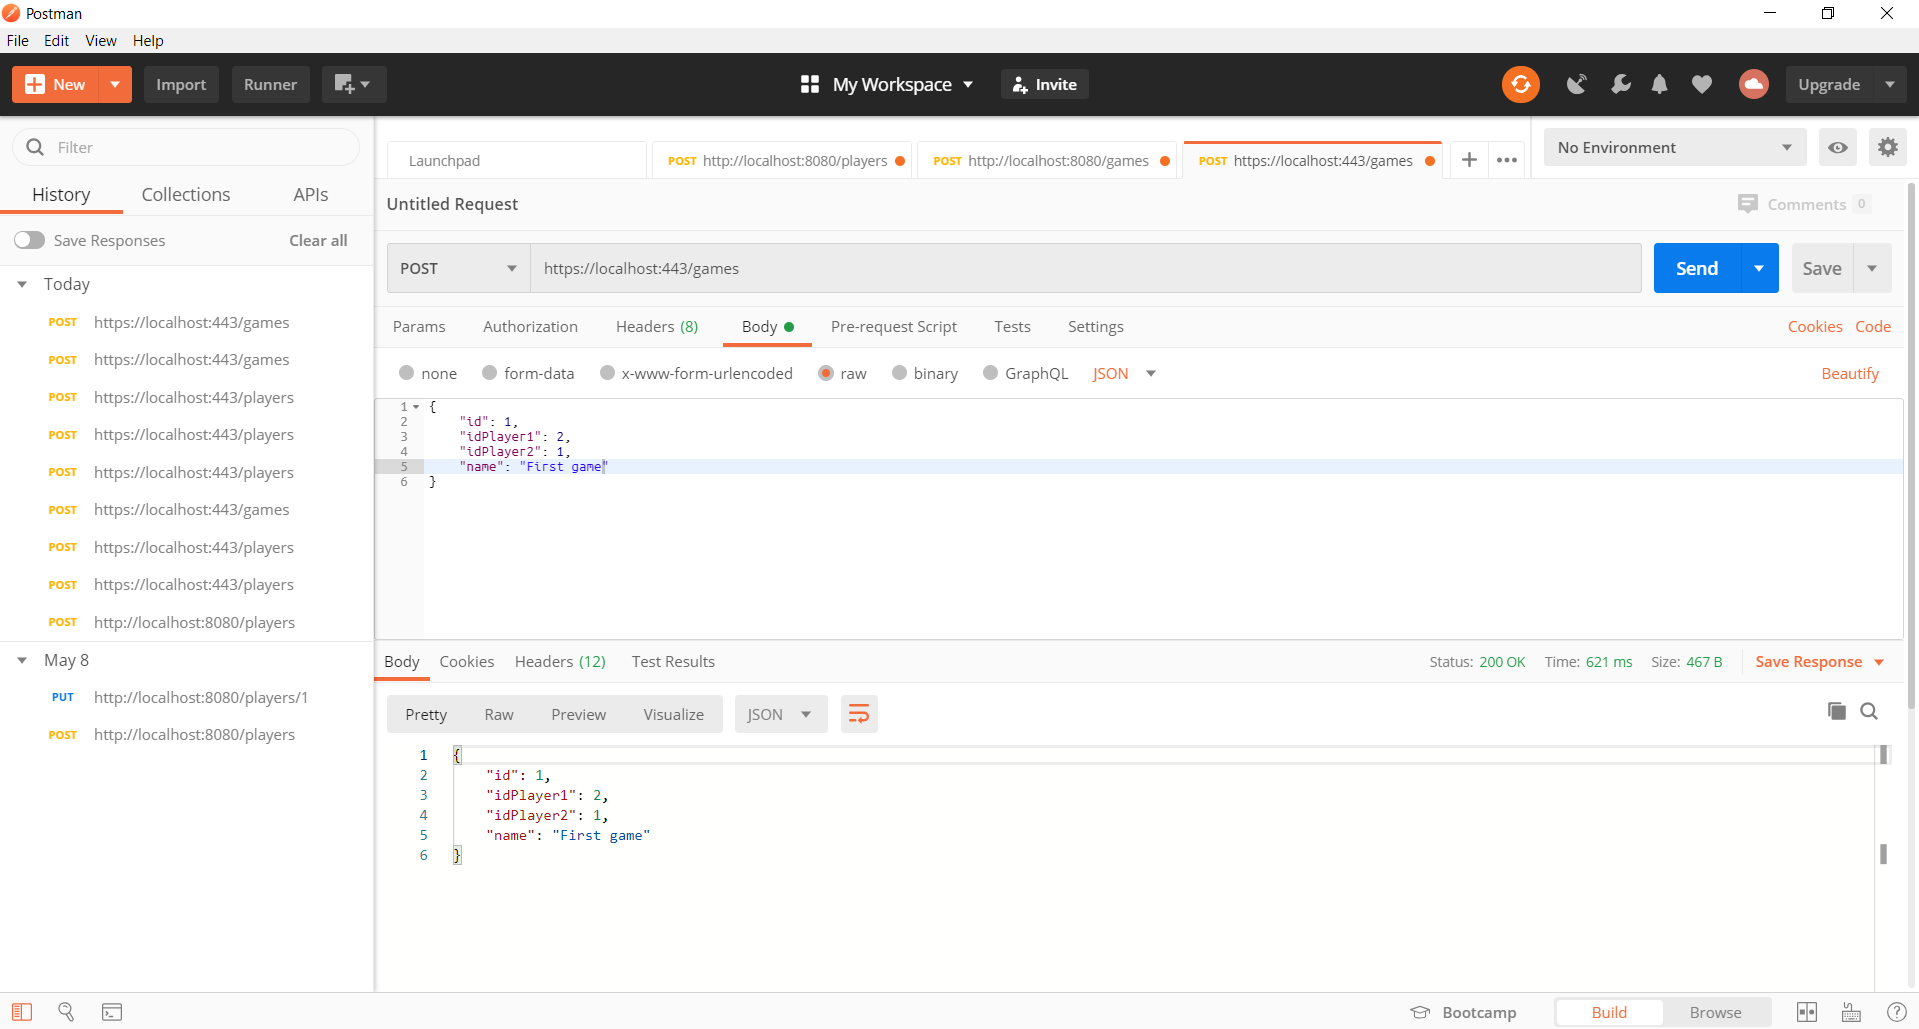 Postman
File Edit View Help
New Import Runner My Workspace Invite Upgrade
Filter
History Collections APIs
Save Responses Clear all
Today
POST https://localhost:443/games
POST https://localhost:443/games
POST https://localhost:443/players
POST https://localhost:443/players
POST https://localhost:443/players
POST https://localhost:443/games
POST https://localhost:443/players
POST https://localhost:443/players
POST http://localhost:8080/players
May 8
PUT http://localhost:8080/players/1
POST http://localhost:8080/players
Launchpad POST http://localhost:8080/players POST http://localhost:8080/games POST https://localhost:443/games No Environment
Untitled Request Comments 0
POST https://localhost:443/games Send Save
Params Authorization Headers (8) Body Pre-request Script Tests Settings Cookies Code
none form-data x-www-form-urlencoded raw binary GraphQL JSON Beautify
1 {
2 "id": 1,
3 "idPlayer1": 2,
4 "idPlayer2": 1,
5 "name": "First game"
6 }
Body Cookies Headers (12) Test Results Status: 200 OK Time: 621 ms Size: 467 B Save Response
Pretty Raw Preview Visualize JSON
1 {
2 "id": 1,
3 "idPlayer1": 2,
4 "idPlayer2": 1,
5 "name": "First game"
6 }
Bootcamp Build Browse